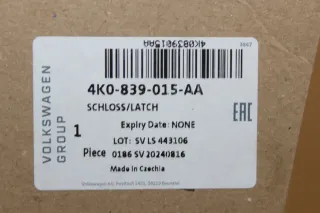 4K0839015AA
4K0-839-015-AA
SCHLOSS/LATCH
Expiry Date: NONE
1
LOT: SV LS 443106
Piece 0186 SV 20240816
Made in Czechia
VOLKSWAGEN
GROUP
EAC